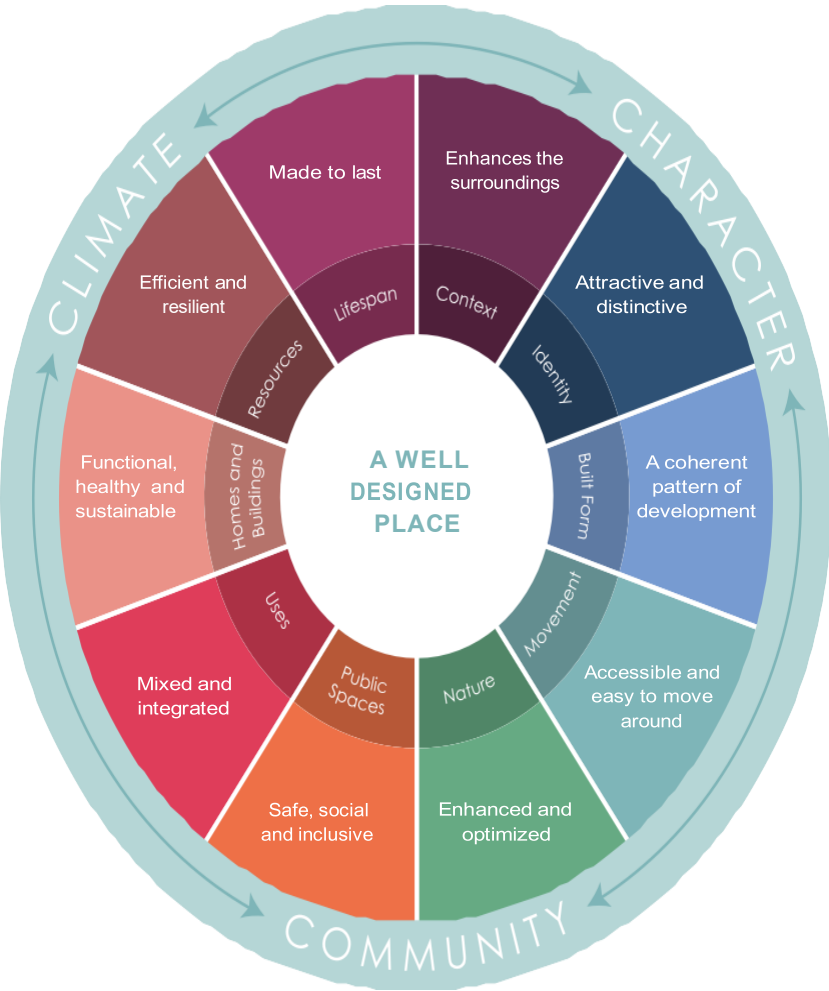 CLIMATE
CHARACTER
COMMUNITY
A WELL
DESIGNED
PLACE
Context
Enhances the
surroundings
Identity
Attractive and
distinctive
Built Form
A coherent
pattern of
development
Movement
Accessible and
easy to move
around
Nature
Enhanced and
optimized
Public
Spaces
Safe, social
and inclusive
Uses
Mixed and
integrated
Homes and
Buildings
Functional,
healthy and
sustainable
Resources
Efficient and
resilient
Lifespan
Made to last